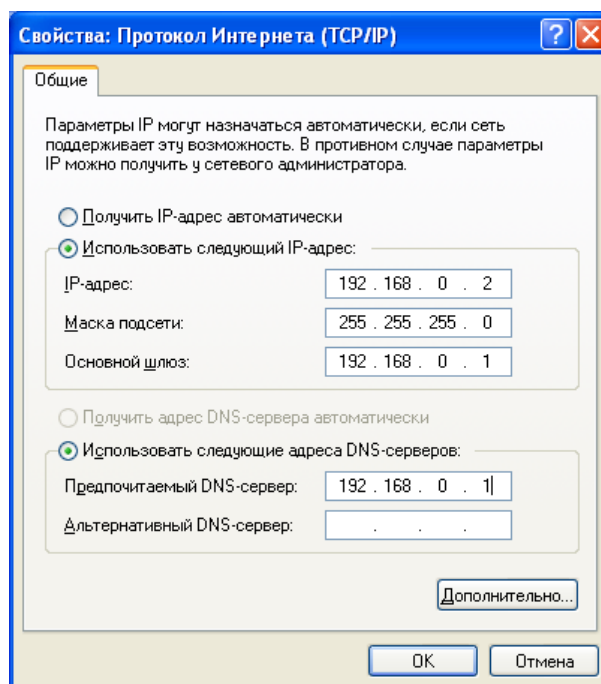 Свойства: Протокол Интернета (TCP/IP)
Общие
Параметры IP могут назначаться автоматически, если сеть
поддерживает эту возможность. В противном случае параметры
IP можно получить у сетевого администратора.
Получить IP-адрес автоматически
Использовать следующий IP-адрес:
IP-адрес: 192 . 168 . 0 . 2
Маска подсети: 255 . 255 . 255 . 0
Основной шлюз: 192 . 168 . 0 . 1
Получить адрес DNS-сервера автоматически
Использовать следующие адреса DNS-серверов:
Предпочитаемый DNS-сервер: 192 . 168 . 0 . 1
Альтернативный DNS-сервер: . . .
Дополнительно...
OK Отмена